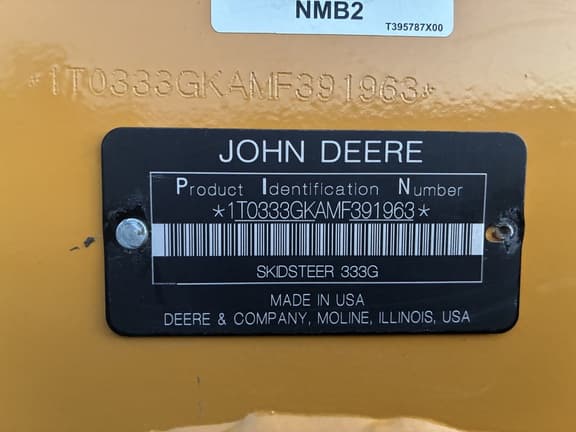 NMB2
T395787X00
*1T0333GKAMF391963*
JOHN DEERE
Product Identification Number
*1T0333GKAMF391963*
SKIDSTEER 333G
MADE IN USA
DEERE & COMPANY, MOLINE, ILLINOIS, USA